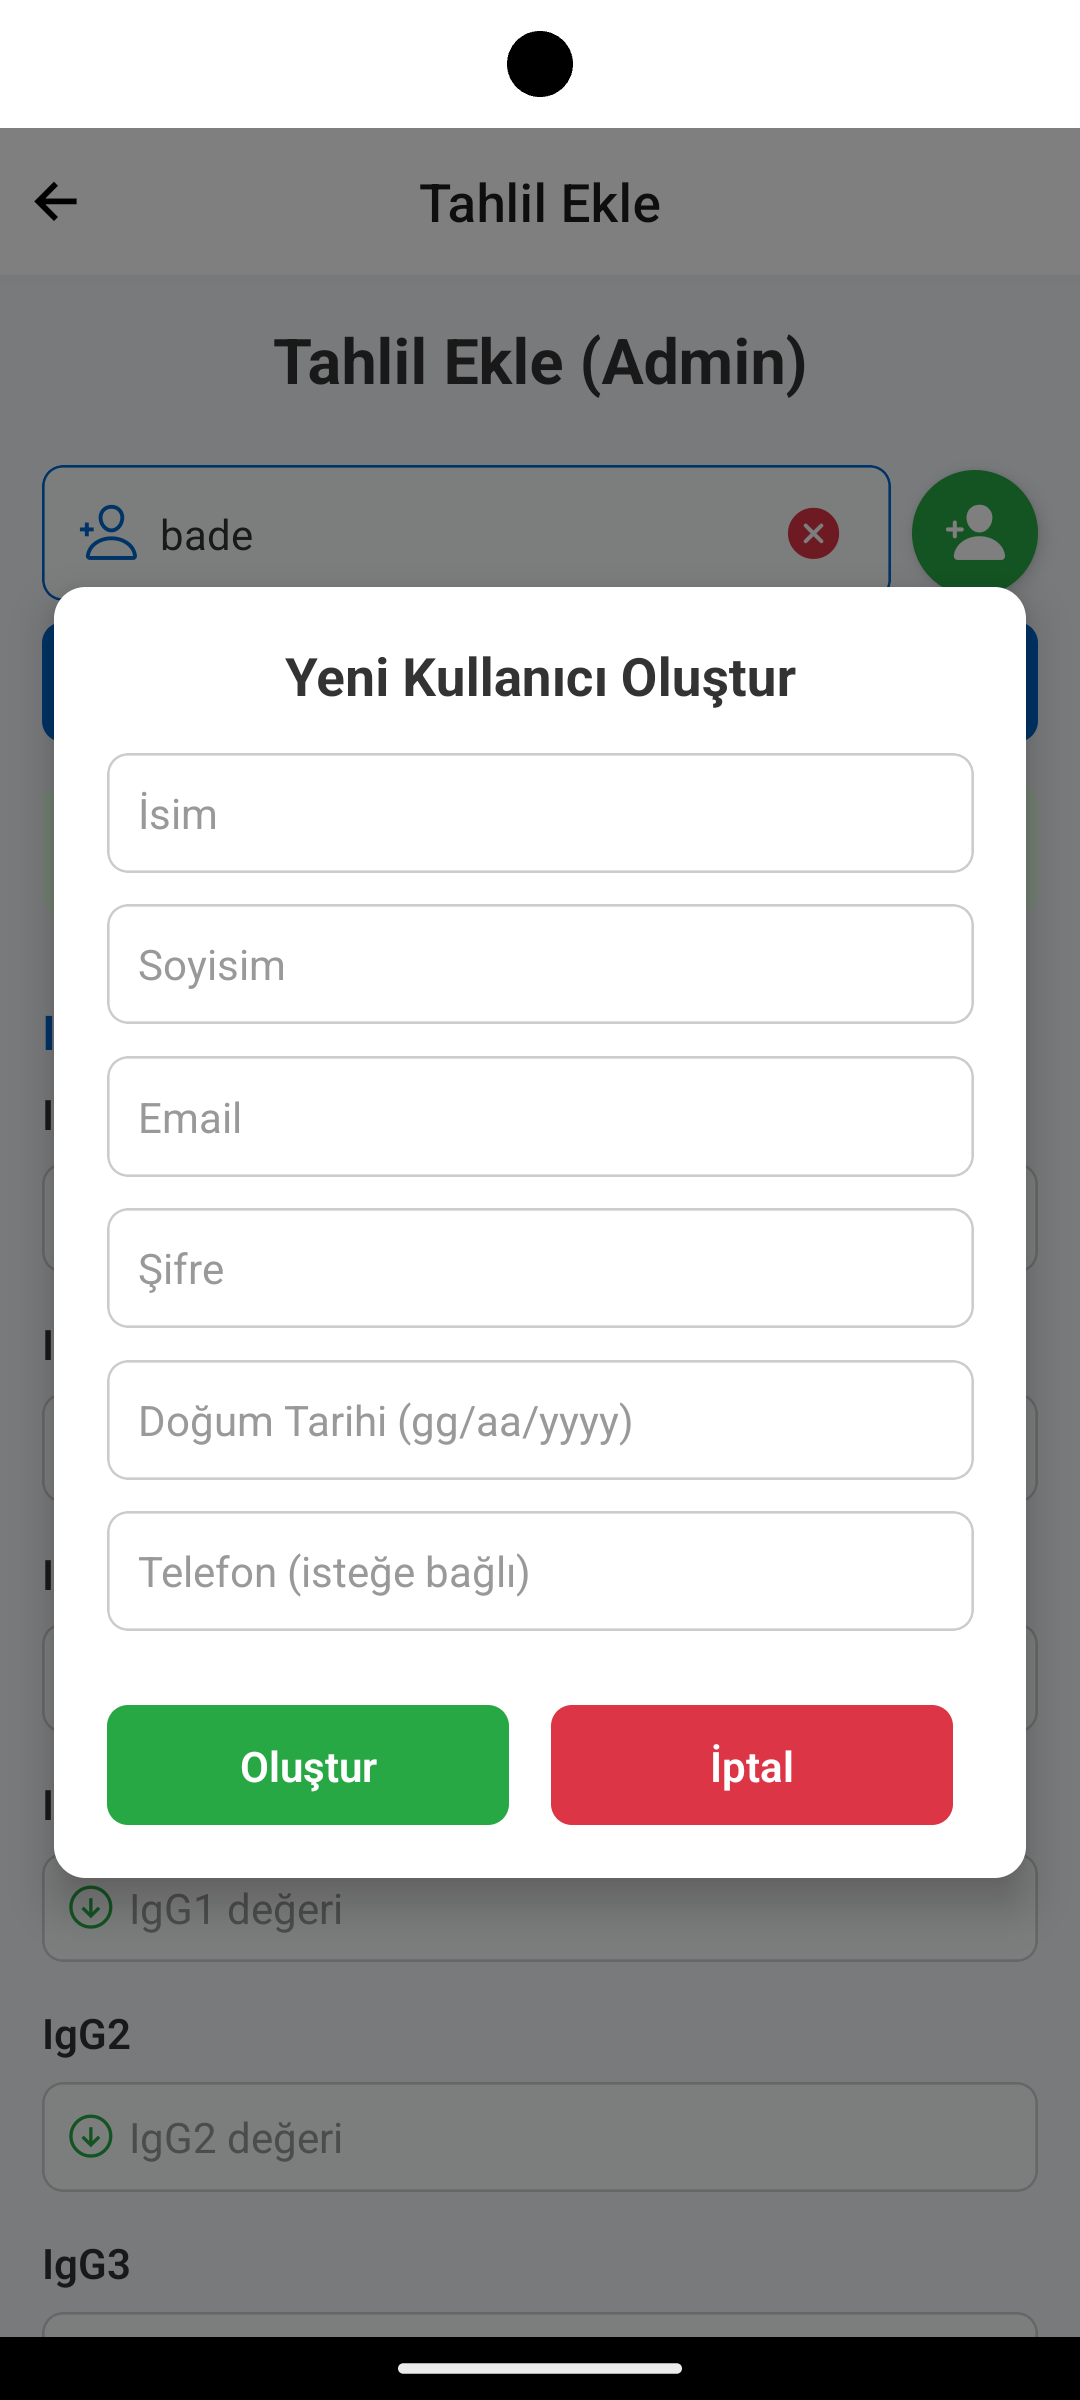 Tahlil Ekle
Tahlil Ekle (Admin)
bade
Yeni Kullanıcı Oluştur
İsim
Soyisim
Email
Şifre
Doğum Tarihi (gg/aa/yyyy)
Telefon (isteğe bağlı)
Oluştur
İptal
IgG1 değeri
IgG2
IgG2 değeri
IgG3